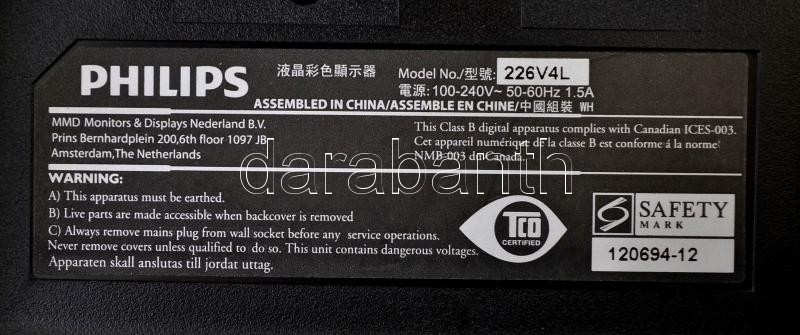 PHILIPS
液晶彩色顯示器
Model No./型號: 226V4L
電源: 100-240V~ 50-60Hz 1.5A
ASSEMBLED IN CHINA/ASSEMBLE EN CHINE/中國組裝 WH
MMD Monitors & Displays Nederland B.V.
Prins Bernhardplein 200,6th floor 1097 JB
Amsterdam,The Netherlands
This Class B digital apparatus complies with Canadian ICES-003.
Cet appareil numérique de la classe B est conforme á la norme
NMB-003 du Canada.
WARNING:
A) This apparatus must be earthed.
B) Live parts are made accessible when backcover is removed
C) Always remove mains plug from wall socket before any service operations.
Never remove covers unless qualified to do so. This unit contains dangerous voltages.
Apparaten skall anslutas till jordat uttag.
TCO
CERTIFIED
SAFETY
MARK
120694-12
darabanth